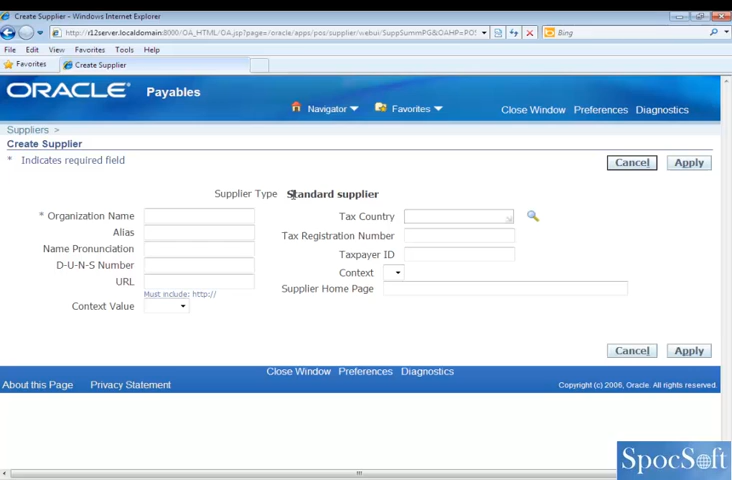 Create Supplier - Windows Internet Explorer
http://r12server.localdomain:8000/OA_HTML/OA.jsp?page=/oracle/apps/pos/supplier/webui/SuppSummPG&OAHP=POS
Bing
File Edit View Favorites Tools Help
Favorites Create Supplier
ORACLE® Payables
Navigator Favorites Close Window Preferences Diagnostics
Suppliers >
Create Supplier
* Indicates required field
Cancel Apply
Supplier Type Standard supplier
* Organization Name Tax Country
Alias Tax Registration Number
Name Pronunciation Taxpayer ID
D-U-N-S Number Context
URL Supplier Home Page
Must include: http://
Context Value
Cancel Apply
Close Window Preferences Diagnostics
About this Page Privacy Statement Copyright (c) 2006, Oracle. All rights reserved.
SpocSoft